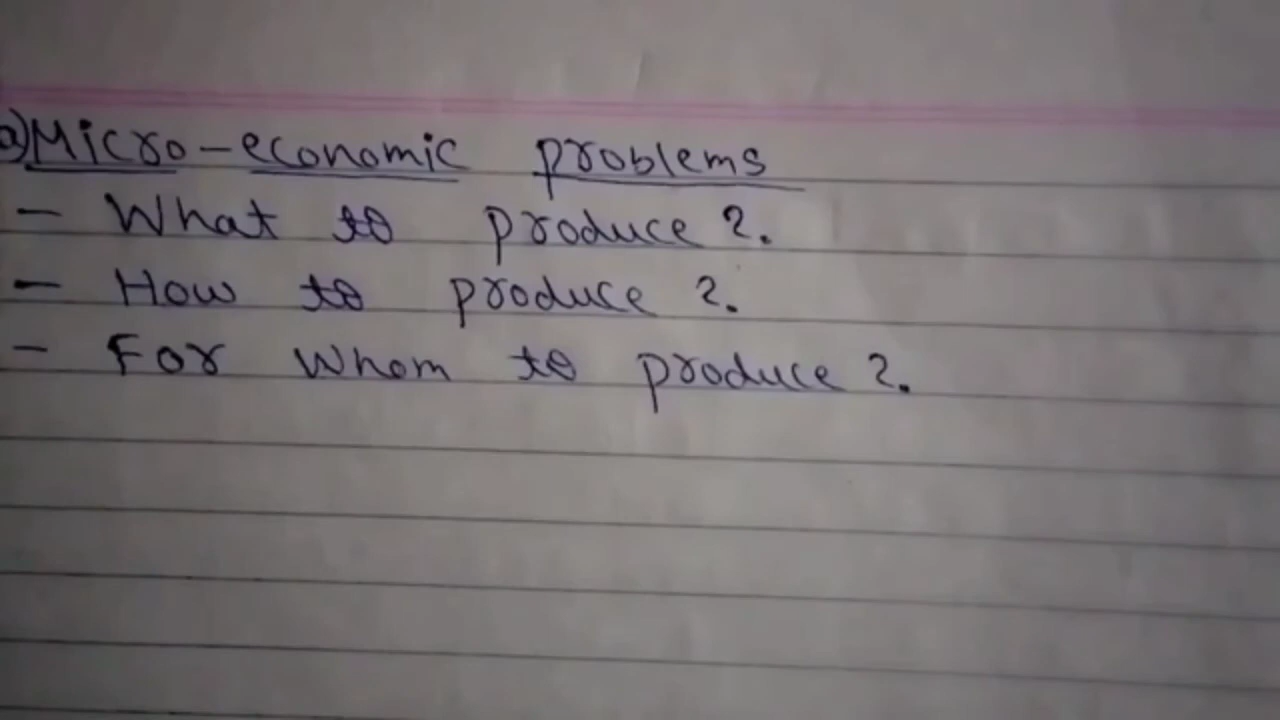 a) Micro-economic problems
- What to produce ?.
- How to produce ?.
- For whom to produce ?.